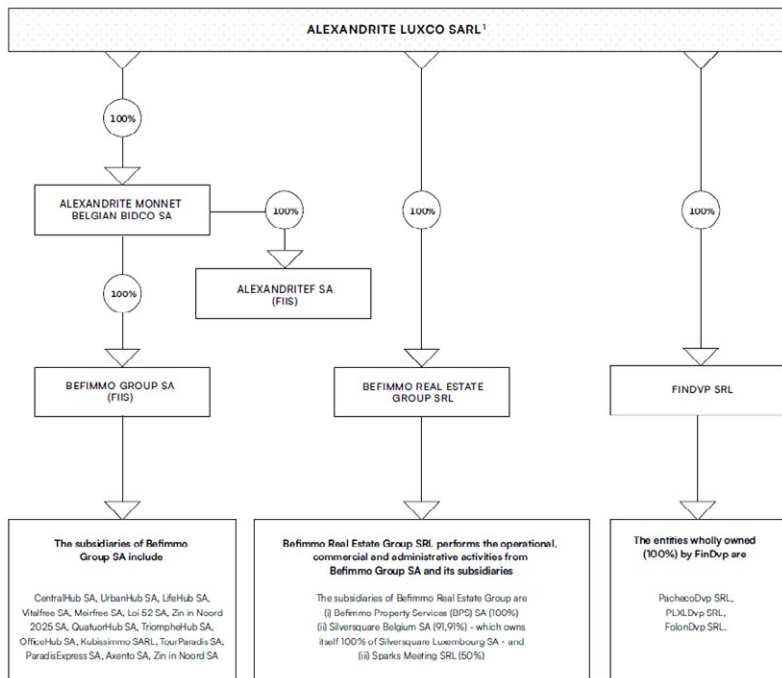 ALEXANDRITE LUXCO SARL¹
100%
ALEXANDRITE MONNET
BELGIAN BIDCO SA
100%
100%
100%
ALEXANDRITEF SA
(FIIS)
100%
BEFIMMO GROUP SA
(FIIS)
BEFIMMO REAL ESTATE
GROUP SRL
FINDVP SRL
The subsidiaries of Befimmo
Group SA include
CentralHub SA, UrbanHub SA, LifeHub SA,
Vitalfree SA, Meirfree SA, Loi 52 SA, Zin in Noord
2025 SA, QuatuorHub SA, TriompheHub SA,
OfficeHub SA, Kubissimmo SARL, TourParadis SA,
ParadisExpress SA, Axento SA, Zin in Noord SA
Befimmo Real Estate Group SRL performs the operational,
commercial and administrative activities from
Befimmo Group SA and its subsidiaries
The subsidiaries of Befimmo Real Estate Group are
(i) Befimmo Property Services (BPS) SA (100%)
(ii) Silversquare Belgium SA (91,91%) - which owns
itself 100% of Silversquare Luxembourg SA - and
(iii) Sparks Meeting SRL (50%)
The entities wholly owned
(100%) by FinDvp are
PachecoDvp SRL,
PLXLDvp SRL,
FolonDvp SRL.